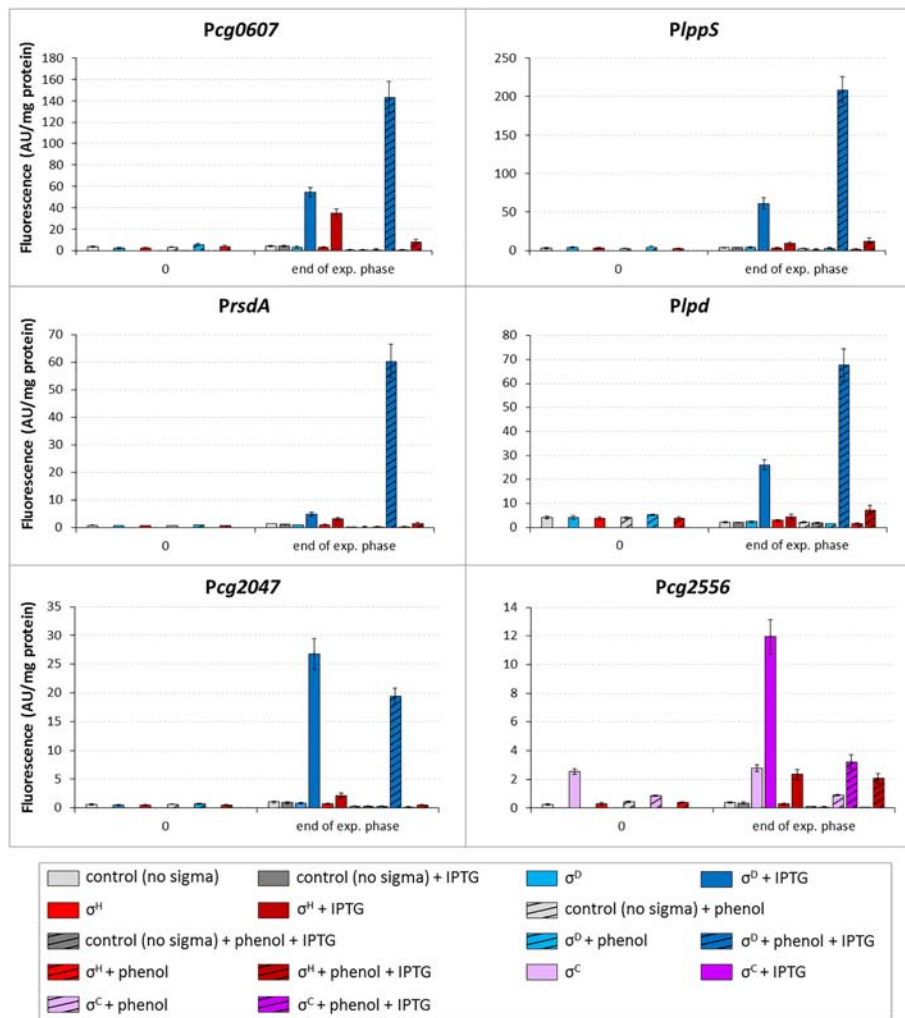 Pcg0607
PlppS
Fluorescence (AU/mg protein)
180
160
140
120
100
80
60
40
20
0
0
end of exp. phase
250
200
150
100
50
0
0
end of exp. phase
PrsdA
Plpd
Fluorescence (AU/mg protein)
70
60
50
40
30
20
10
0
0
end of exp. phase
80
70
60
50
40
30
20
10
0
0
end of exp. phase
Pcg2047
Pcg2556
Fluorescence (AU/mg protein)
35
30
25
20
15
10
5
0
0
end of exp. phase
14
12
10
8
6
4
2
0
0
end of exp. phase
control (no sigma)
control (no sigma) + IPTG
σᴰ
σᴰ + IPTG
σᴴ
σᴴ + IPTG
control (no sigma) + phenol
control (no sigma) + phenol + IPTG
σᴰ + phenol
σᴰ + phenol + IPTG
σᴴ + phenol
σᴴ + phenol + IPTG
σᶜ
σᶜ + IPTG
σᶜ + phenol
σᶜ + phenol + IPTG